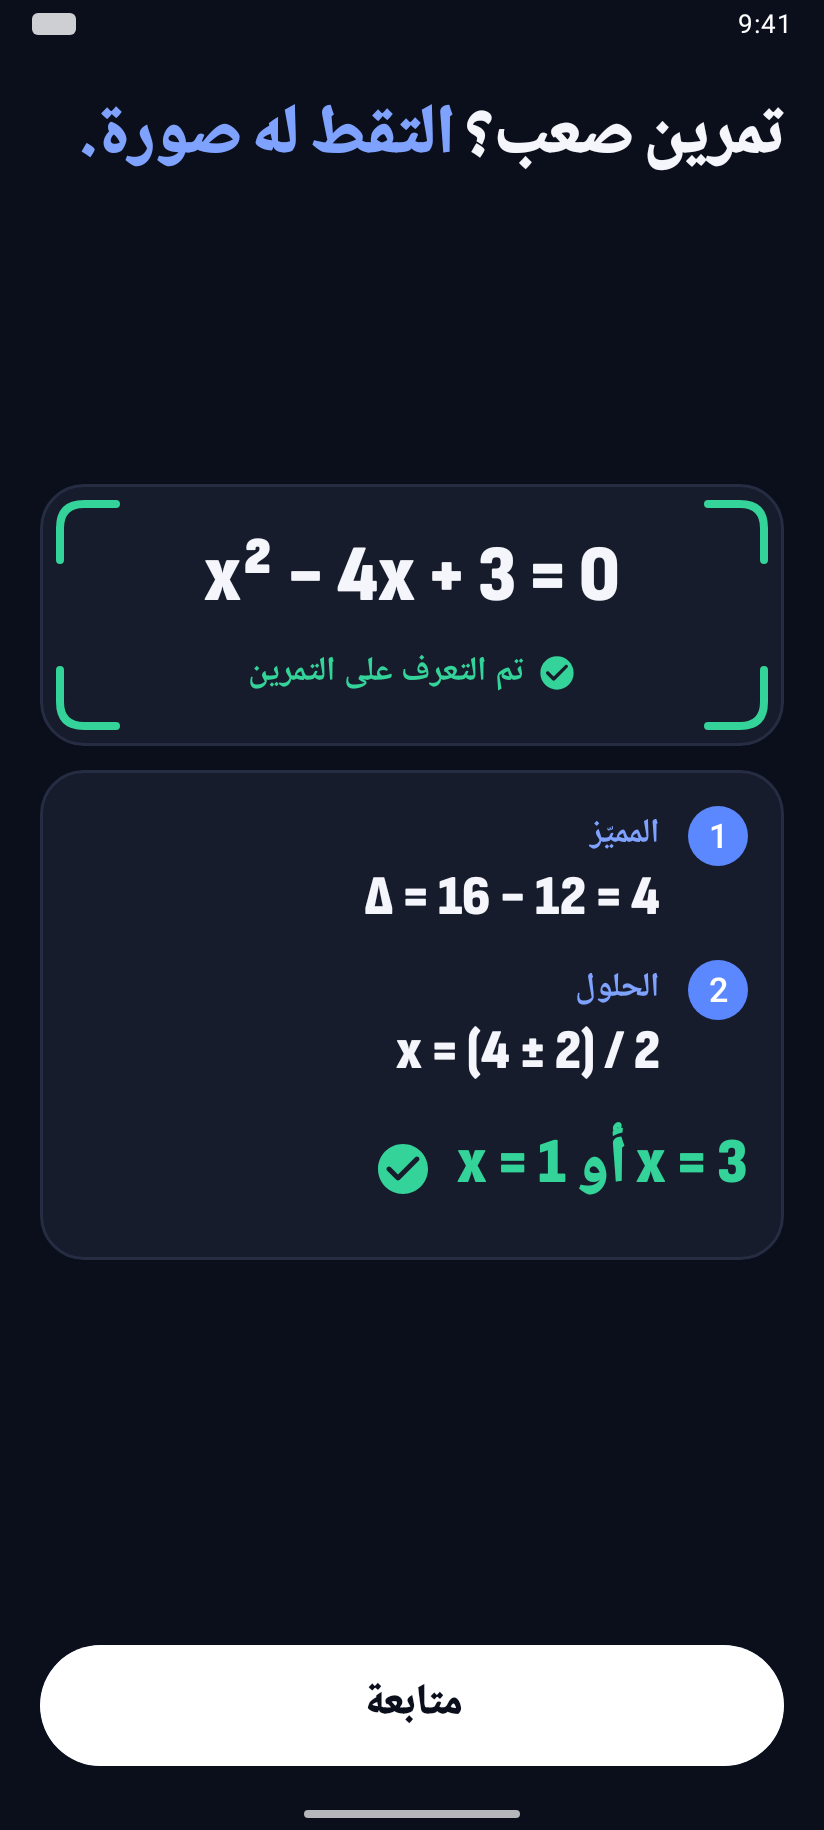 9:41
تمرين صعب؟ التقط له صورة.
x² − 4x + 3 = 0
تم التعرف على التمرين
1
المميّز
Δ = 16 − 12 = 4
2
الحلول
x = (4 ± 2) / 2
x = 3 أو x = 1
متابعة